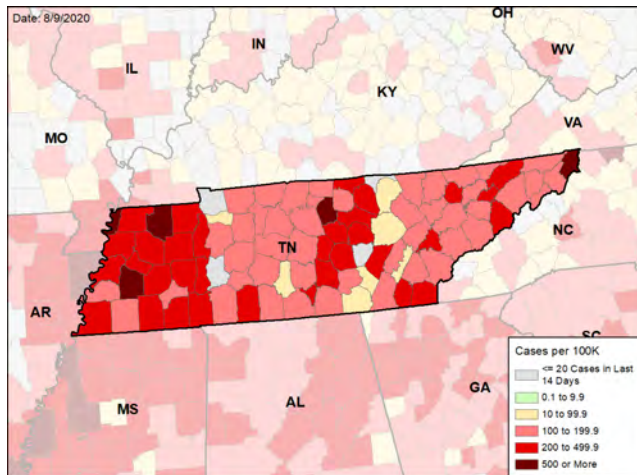 Date: 8/9/2020
OH
IN
WV
IL
KY
MO
VA
TN
NC
AR
SC
MS
AL
GA
Cases per 100K
<= 20 Cases in Last
14 Days
0.1 to 9.9
10 to 99.9
100 to 199.9
200 to 499.9
500 or More